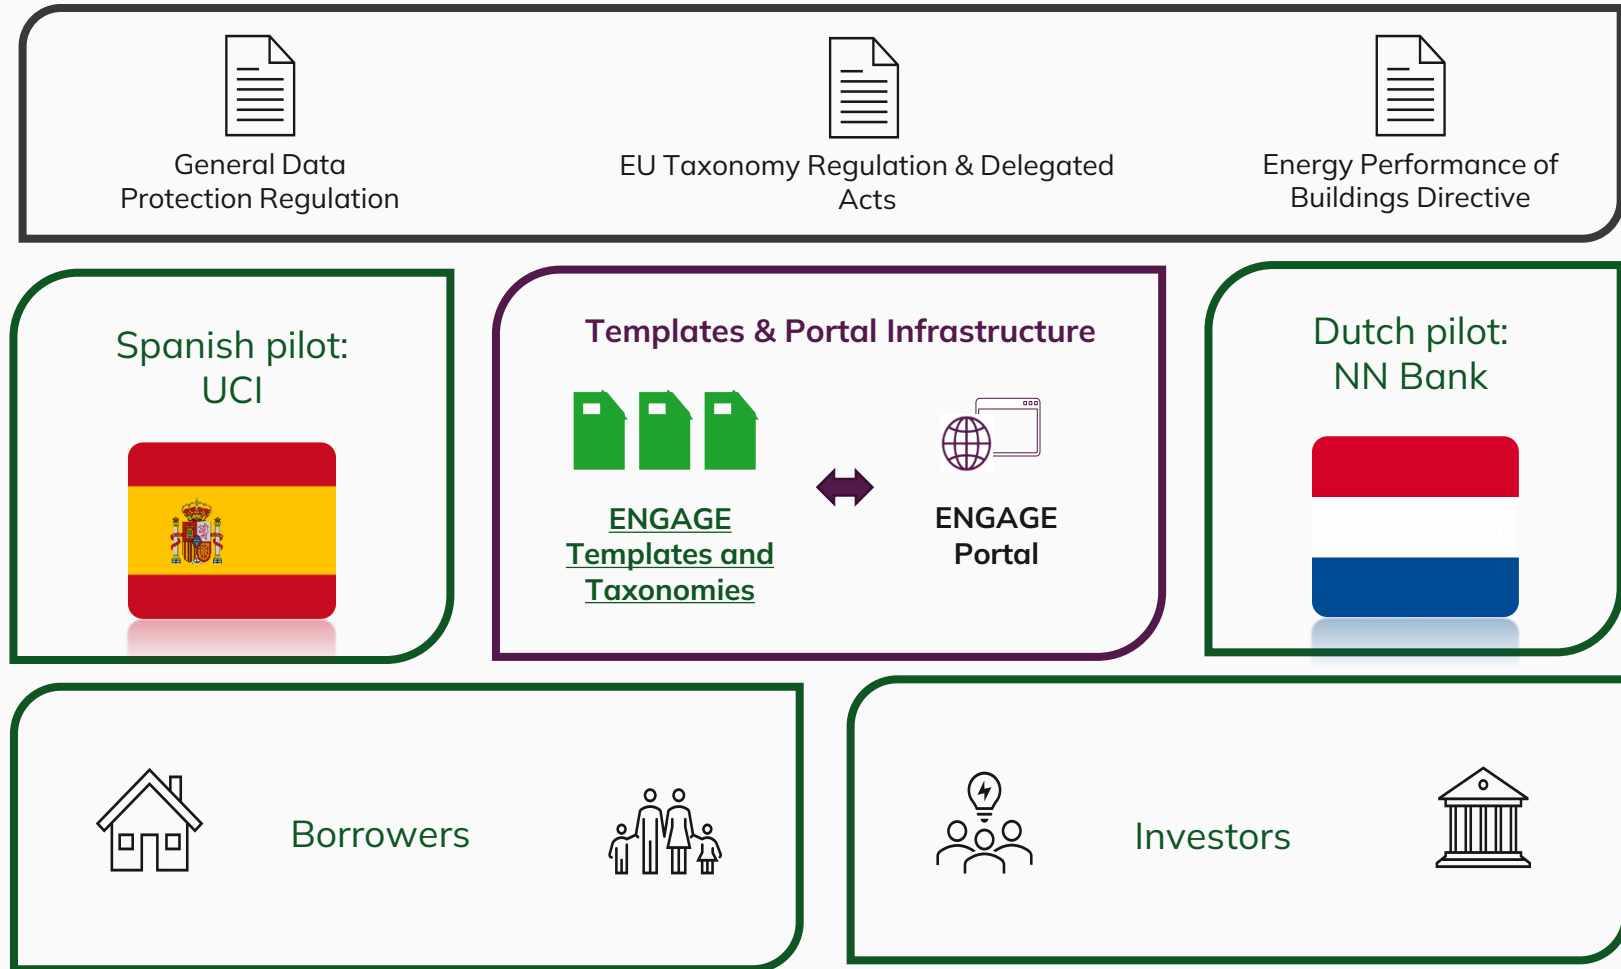 General Data
Protection Regulation
EU Taxonomy Regulation & Delegated
Acts
Energy Performance of
Buildings Directive
Spanish pilot:
UCI
Templates & Portal Infrastructure
ENGAGE
Templates and
Taxonomies
ENGAGE
Portal
Dutch pilot:
NN Bank
Borrowers
Investors